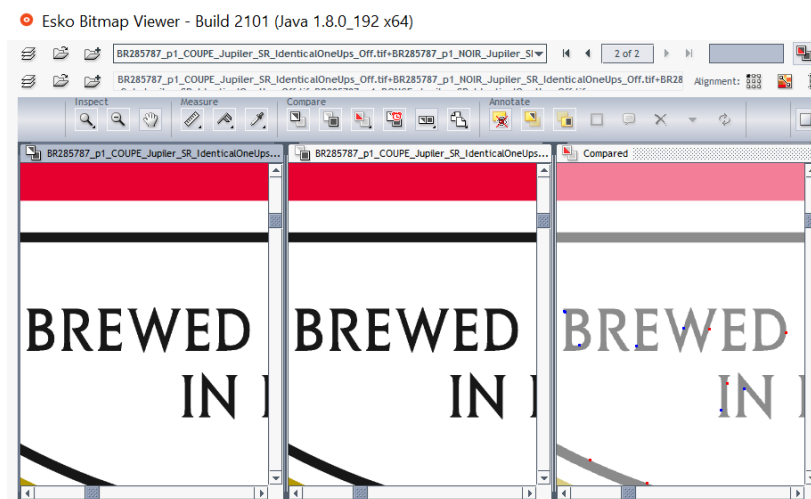 Esko Bitmap Viewer - Build 2101 (Java 1.8.0_192 x64)
BR285787_p1_COUPE_Jupiler_SR_IdenticalOneUps_Off.tif+BR285787_p1_NOIR_Jupiler_SI
2 of 2
BR285787_p1_COUPE_Jupiler_SR_IdenticalOneUps_Off.tif+BR285787_p1_NOIR_Jupiler_SR_IdenticalOneUps_Off.tif+BR28
Alignment:
Inspect Measure Compare Annotate
BR285787_p1_COUPE_Jupiler_SR_IdenticalOneUps...
BR285787_p1_COUPE_Jupiler_SR_IdenticalOneUps...
Compared
BREWED
IN
BREWED
IN
BREWED
IN